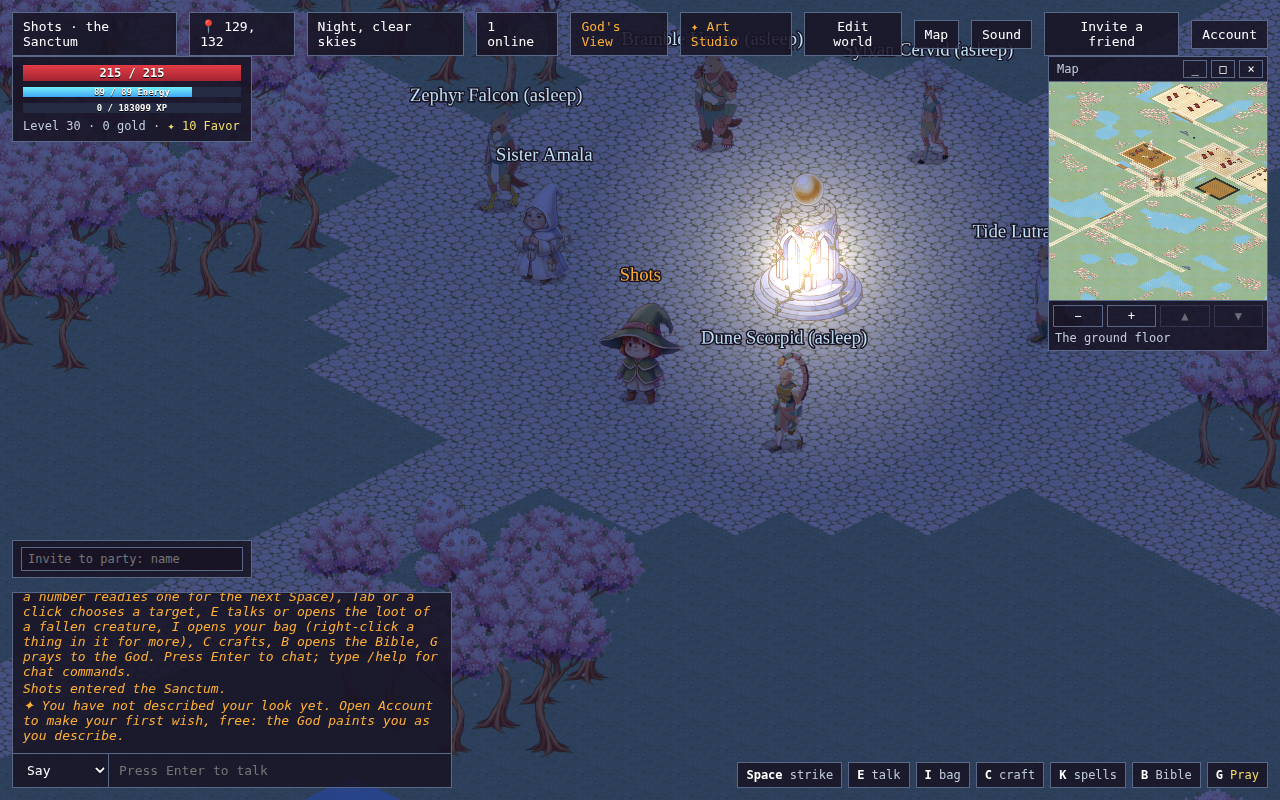 Shots · the Sanctum
📍 129, 132
Night, clear skies
1 online
God's View
✦ Art Studio
Edit world
Map
Sound
Invite a friend
Account
215 / 215
89 / 89 Energy
0 / 183099 XP
Level 30 · 0 gold · ✦ 10 Favor
Map
_ □ ×
− + ▲ ▼
The ground floor
Sylvan Cervid (asleep)
Zephyr Falcon (asleep)
Sister Amala
Tide Lutra
Shots
Dune Scorpid (asleep)
Invite to party: name
a number readies one for the next Space), Tab or a
click chooses a target, E talks or opens the loot of
a fallen creature, I opens your bag (right-click a
thing in it for more), C crafts, B opens the Bible, G
prays to the God. Press Enter to chat; type /help for
chat commands.
Shots entered the Sanctum.
✦ You have not described your look yet. Open Account
to make your first wish, free: the God paints you as
you describe.
Say
Press Enter to talk
Space strike
E talk
I bag
C craft
K spells
B Bible
G Pray